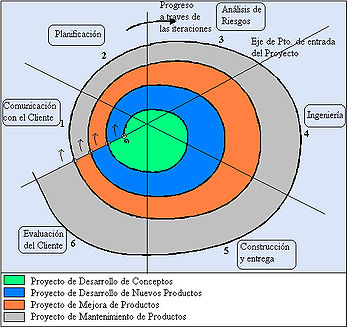 Progreso
a traves de
las iteraciones
Análisis de
Riesgos
3
Planificación
2
Eje de Pto. de entrada
del Proyecto
Comunicación
con el Cliente
1
Ingeniería
4
Evaluación
del Cliente
6
5
Construcción
y entrega
Proyecto de Desarrollo de Conceptos
Proyecto de Desarrollo de Nuevos Productos
Proyecto de Mejora de Productos
Proyecto de Mantenimiento de Productos